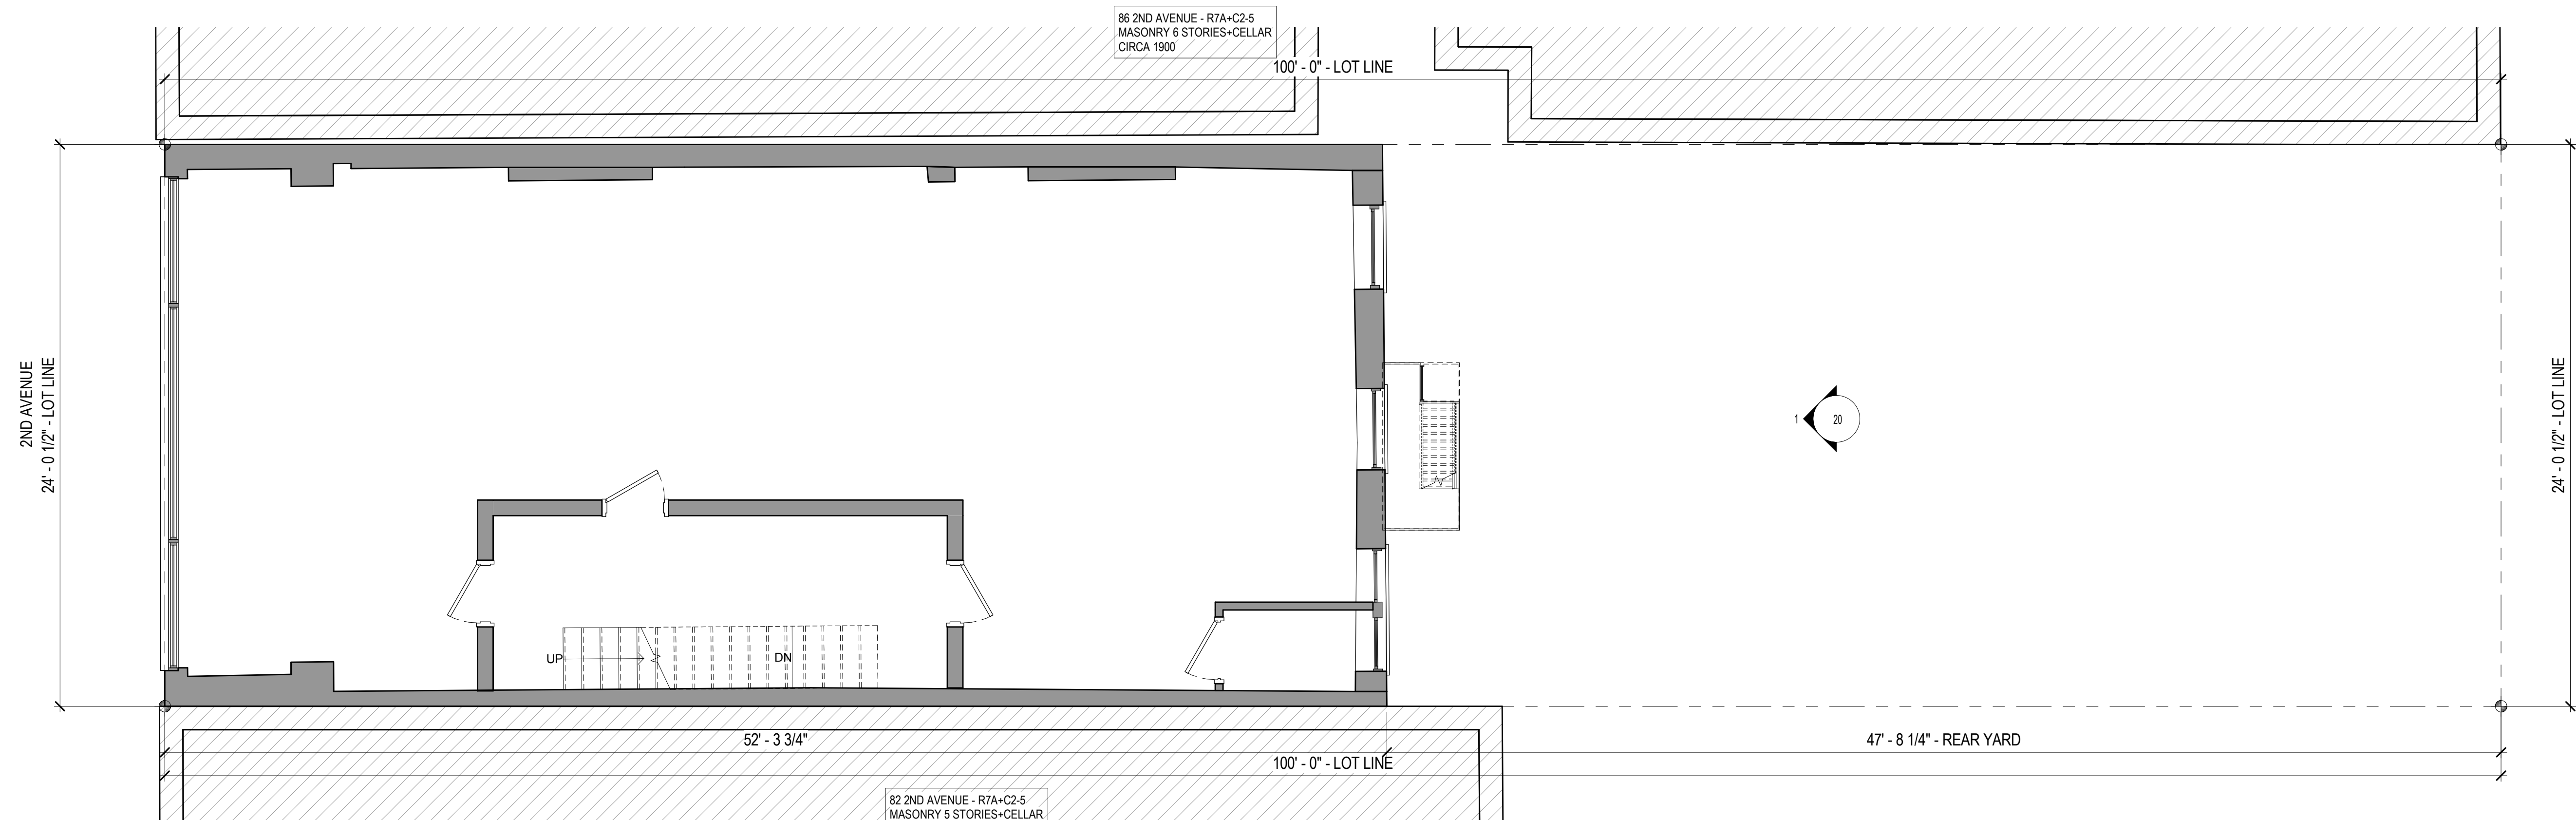 86 2ND AVENUE - R7A+C2-5
MASONRY 6 STORIES+CELLAR
CIRCA 1900
100' - 0" - LOT LINE
2ND AVENUE
24' - 0 1/2" - LOT LINE
1
20
24' - 0 1/2" - LOT LINE
UP
DN
52' - 3 3/4"
47' - 8 1/4" - REAR YARD
100' - 0" - LOT LINE
82 2ND AVENUE - R7A+C2-5
MASONRY 5 STORIES+CELLAR